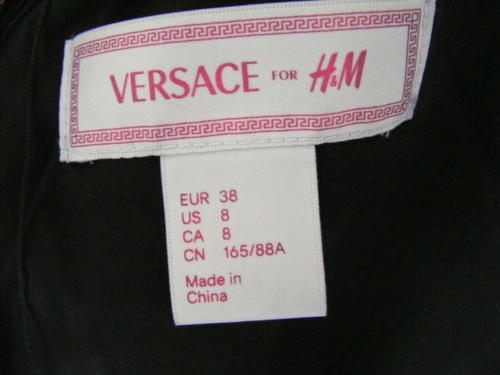 VERSACE FOR H&M
EUR 38
US 8
CA 8
CN 165/88A
Made in
China